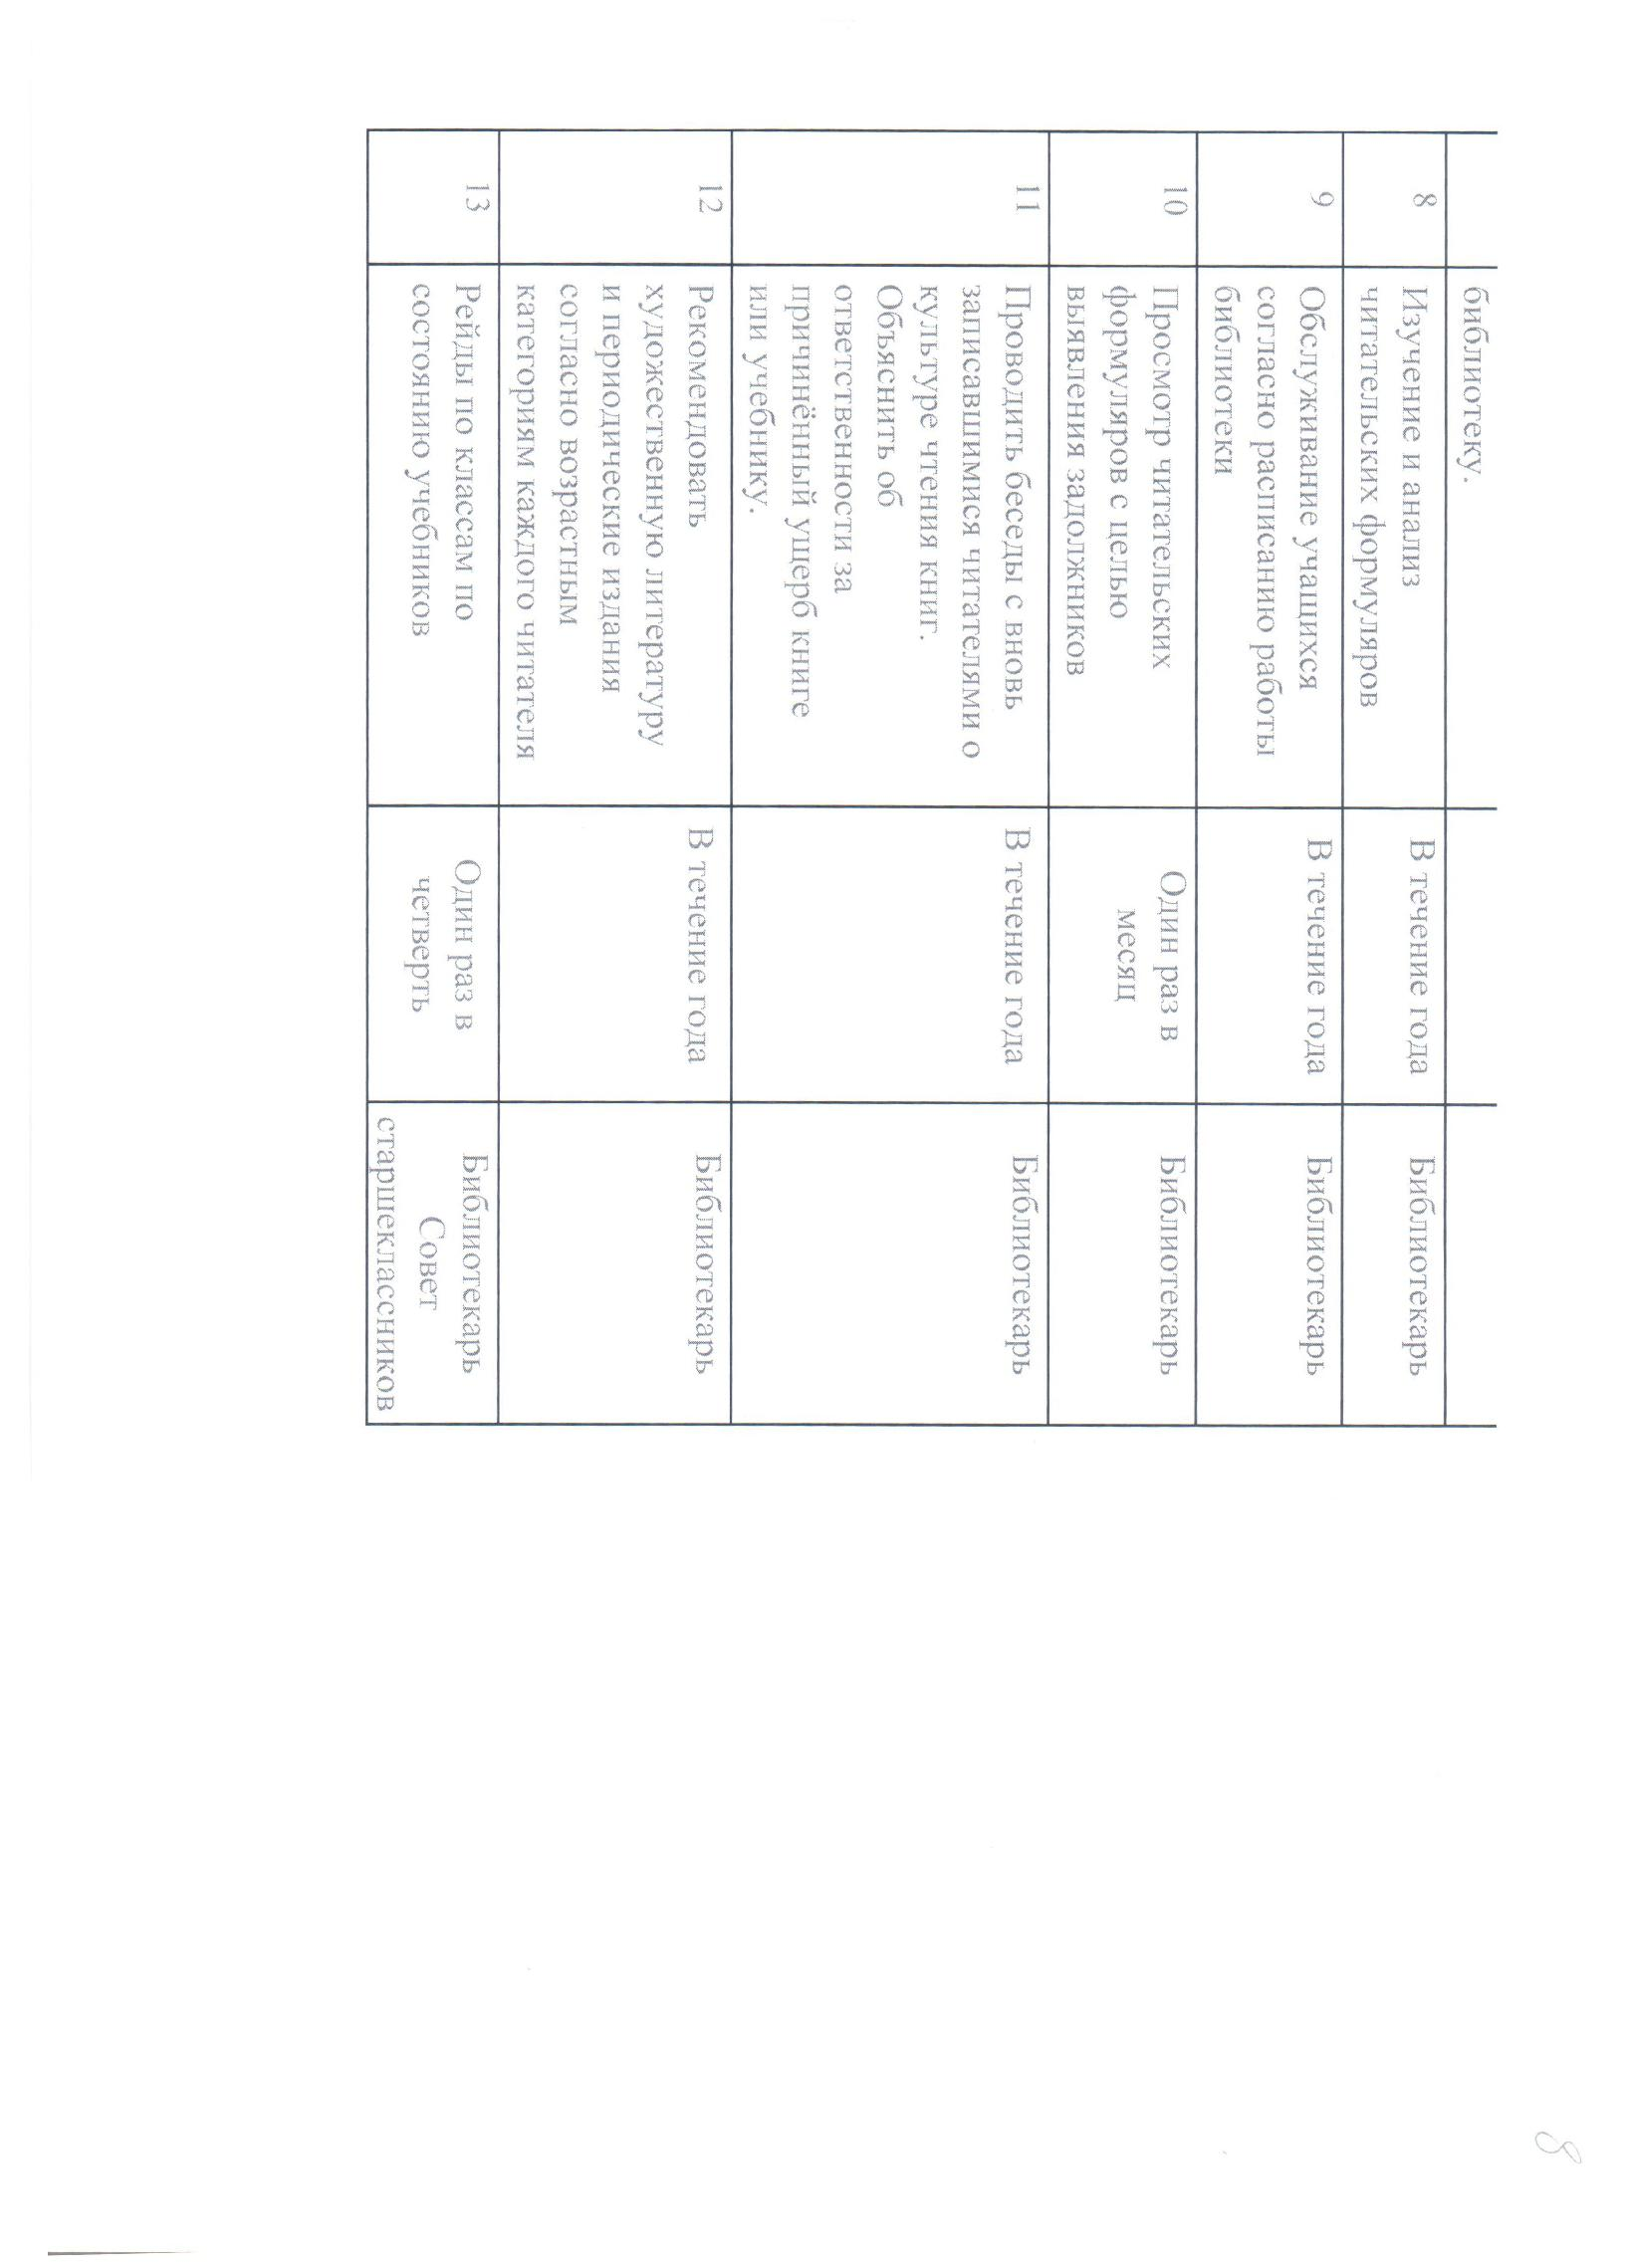 библиотеку.
8
Изучение и анализ
читательских формуляров
В течение года
Библиотекарь
9
Обслуживание учащихся
согласно расписанию работы
библиотеки
В течение года
Библиотекарь
10
Просмотр читательских
формуляров с целью
выявления задолжников
Один раз в
месяц
Библиотекарь
11
Проводить беседы с вновь
записавшимися читателями о
культуре чтения книг.
Объяснить об
ответственности за
причинённый ущерб книге
или учебнику.
В течение года
Библиотекарь
12
Рекомендовать
художественную литературу
и периодические издания
согласно возрастным
категориям каждого читателя
В течение года
Библиотекарь
13
Рейды по классам по
состоянию учебников
Один раз в
четверть
Библиотекарь
Совет
старшеклассников
8